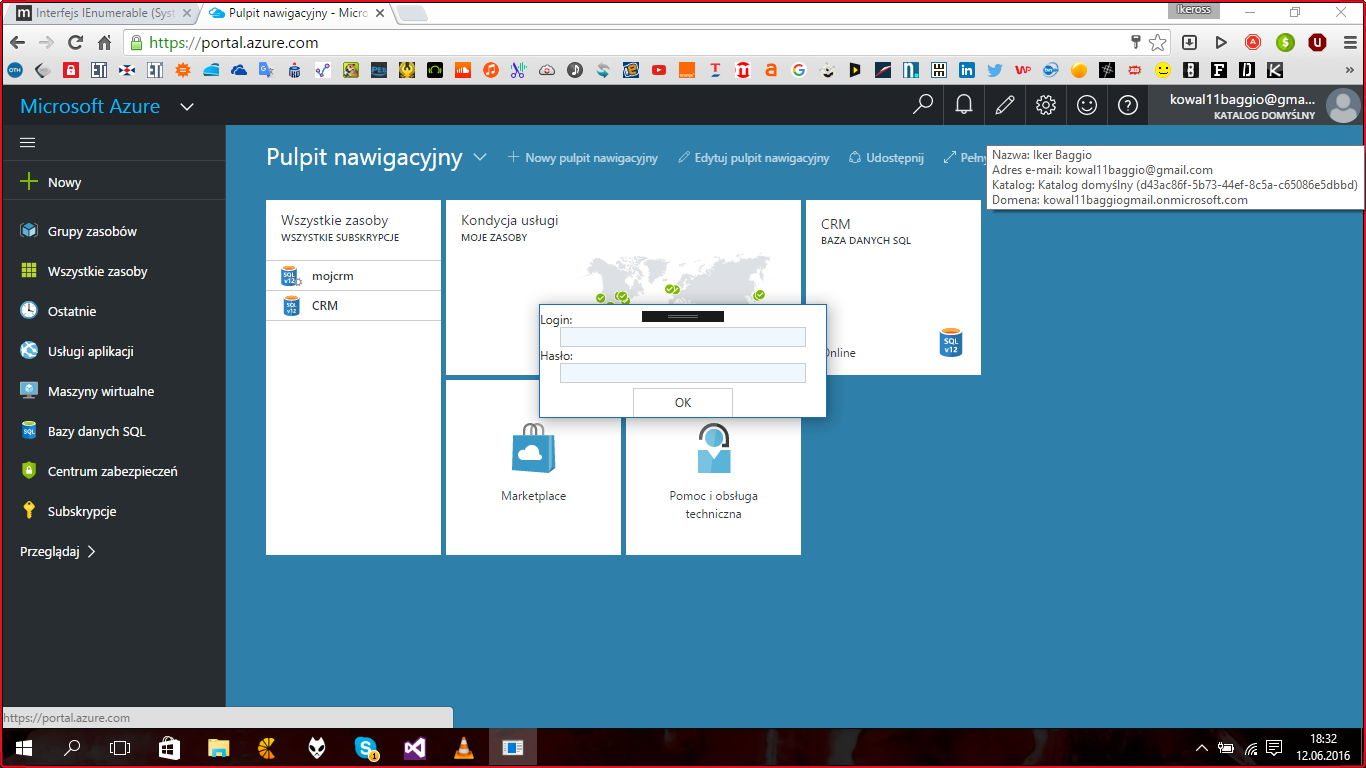 Interfejs IEnumerable (Syst
Pulpit nawigacyjny - Micro
Ikeross
https://portal.azure.com
Microsoft Azure
kowal11baggio@gma...
KATALOG DOMYŚLNY
Nazwa: Iker Baggio
Adres e-mail: kowal11baggio@gmail.com
Katalog: Katalog domyślny (d43ac86f-5b73-44ef-8c5a-c65086e5dbbd)
Domena: kowal11baggiogmail.onmicrosoft.com
Nowy
Grupy zasobów
Wszystkie zasoby
Ostatnie
Usługi aplikacji
Maszyny wirtualne
Bazy danych SQL
Centrum zabezpieczeń
Subskrypcje
Przeglądaj
Pulpit nawigacyjny
Nowy pulpit nawigacyjny
Edytuj pulpit nawigacyjny
Udostępnij
Pełny
Wszystkie zasoby
WSZYSTKIE SUBSKRYPCJE
mojcrm
CRM
Kondycja usługi
MOJE ZASOBY
CRM
BAZA DANYCH SQL
Online
SQL
v12
Login:
Hasło:
OK
Marketplace
Pomoc i obsługa
techniczna
https://portal.azure.com
18:32
12.06.2016